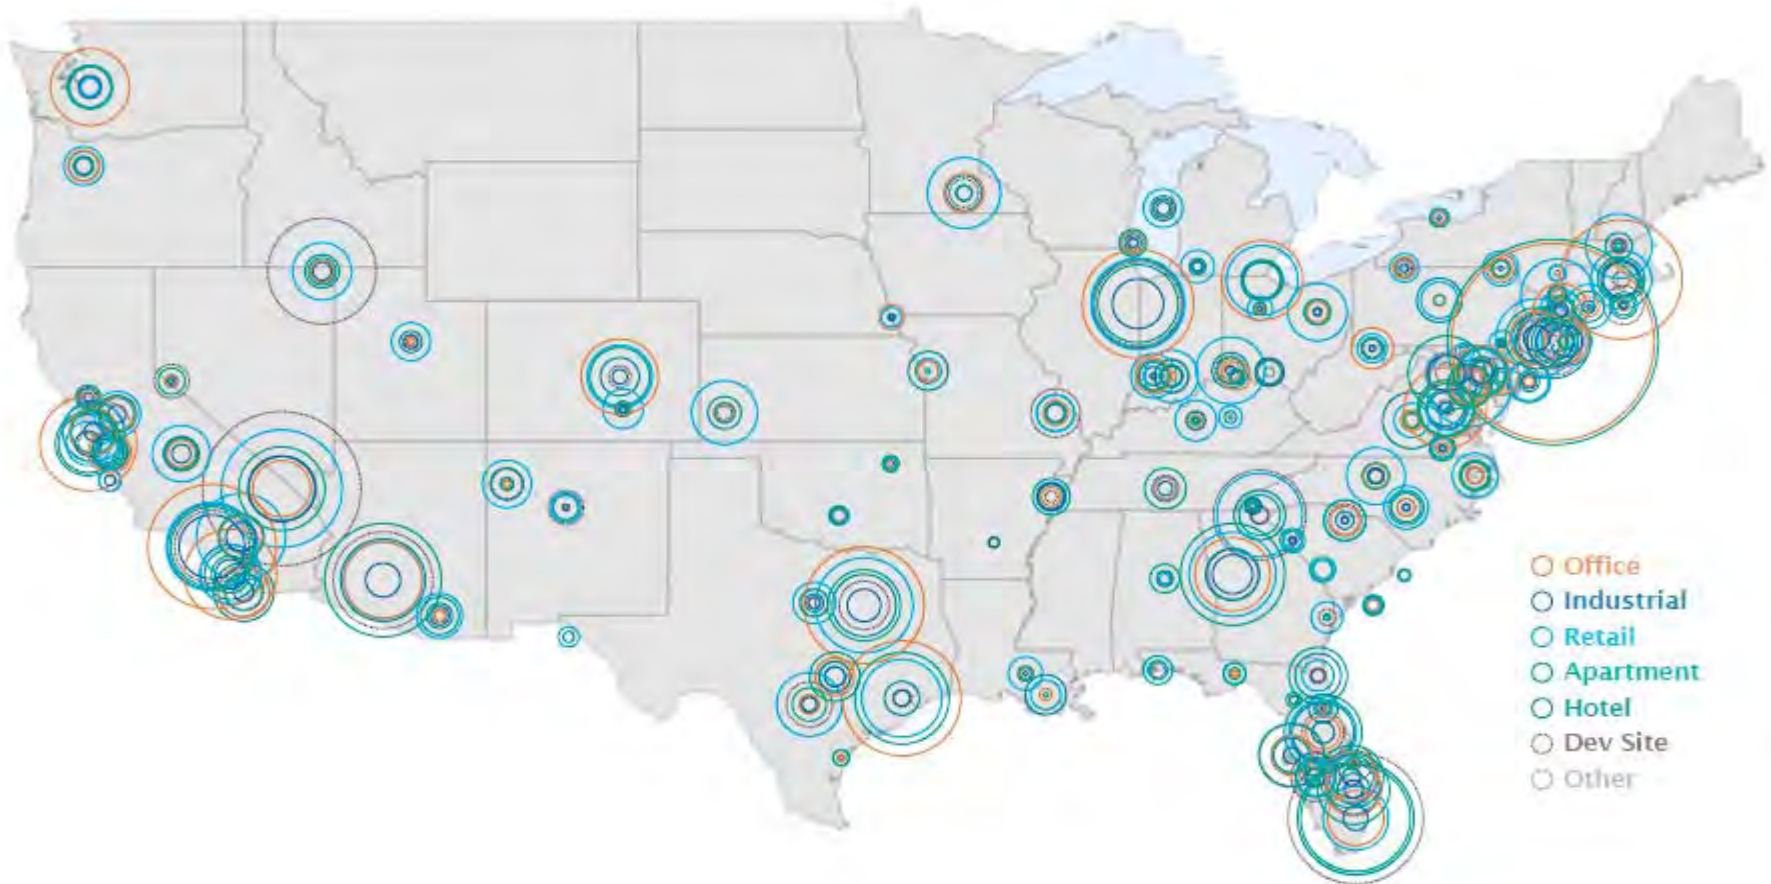 Office
Industrial
Retail
Apartment
Hotel
Dev Site
Other